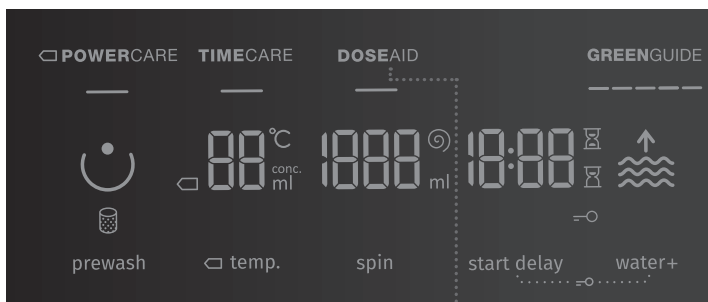 POWERCARE TIMECARE DOSEAID GREENGUIDE
88 °C 1888 18:88
conc.
ml ml
prewash temp. spin start delay water+